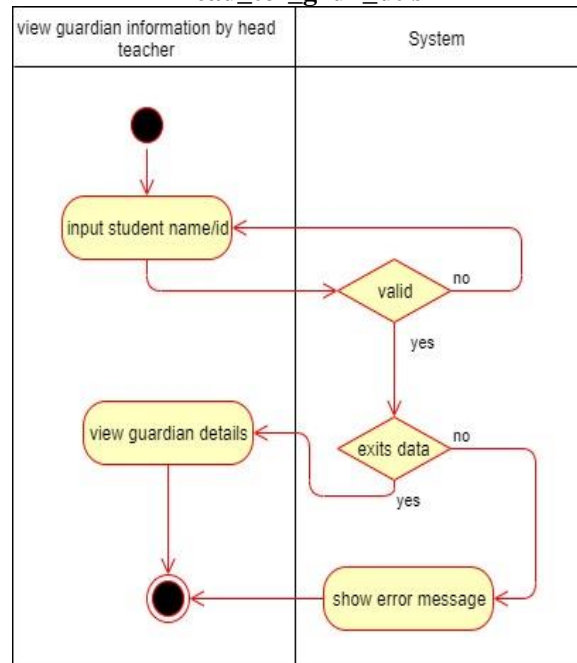 view guardian information by head
teacher
System
input student name/id
valid
no
yes
view guardian details
exits data
no
yes
show error message